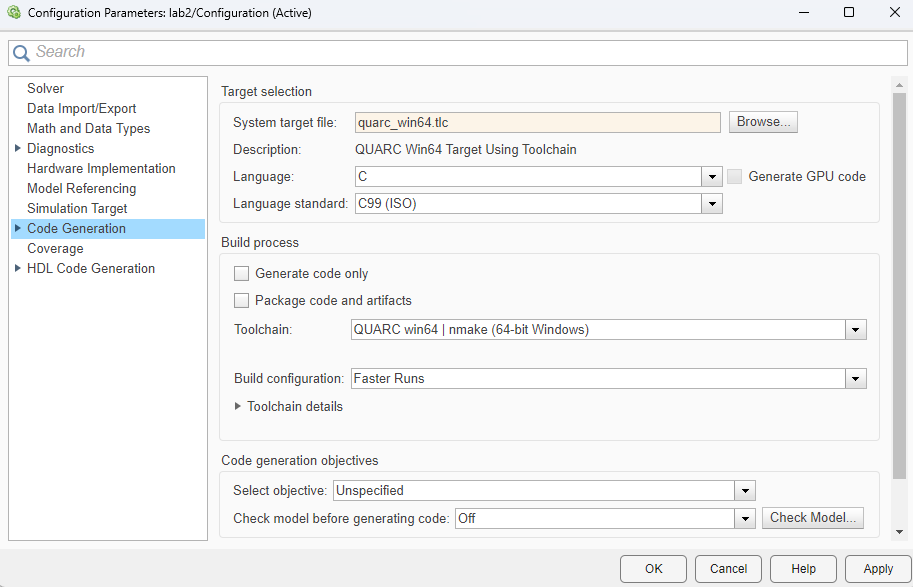 Configuration Parameters: lab2/Configuration (Active)
Search
Solver
Data Import/Export
Math and Data Types
Diagnostics
Hardware Implementation
Model Referencing
Simulation Target
Code Generation
Coverage
HDL Code Generation
Target selection
System target file: quarc_win64.tlc Browse...
Description: QUARC Win64 Target Using Toolchain
Language: C Generate GPU code
Language standard: C99 (ISO)
Build process
Generate code only
Package code and artifacts
Toolchain: QUARC win64 | nmake (64-bit Windows)
Build configuration: Faster Runs
Toolchain details
Code generation objectives
Select objective: Unspecified
Check model before generating code: Off Check Model...
OK Cancel Help Apply